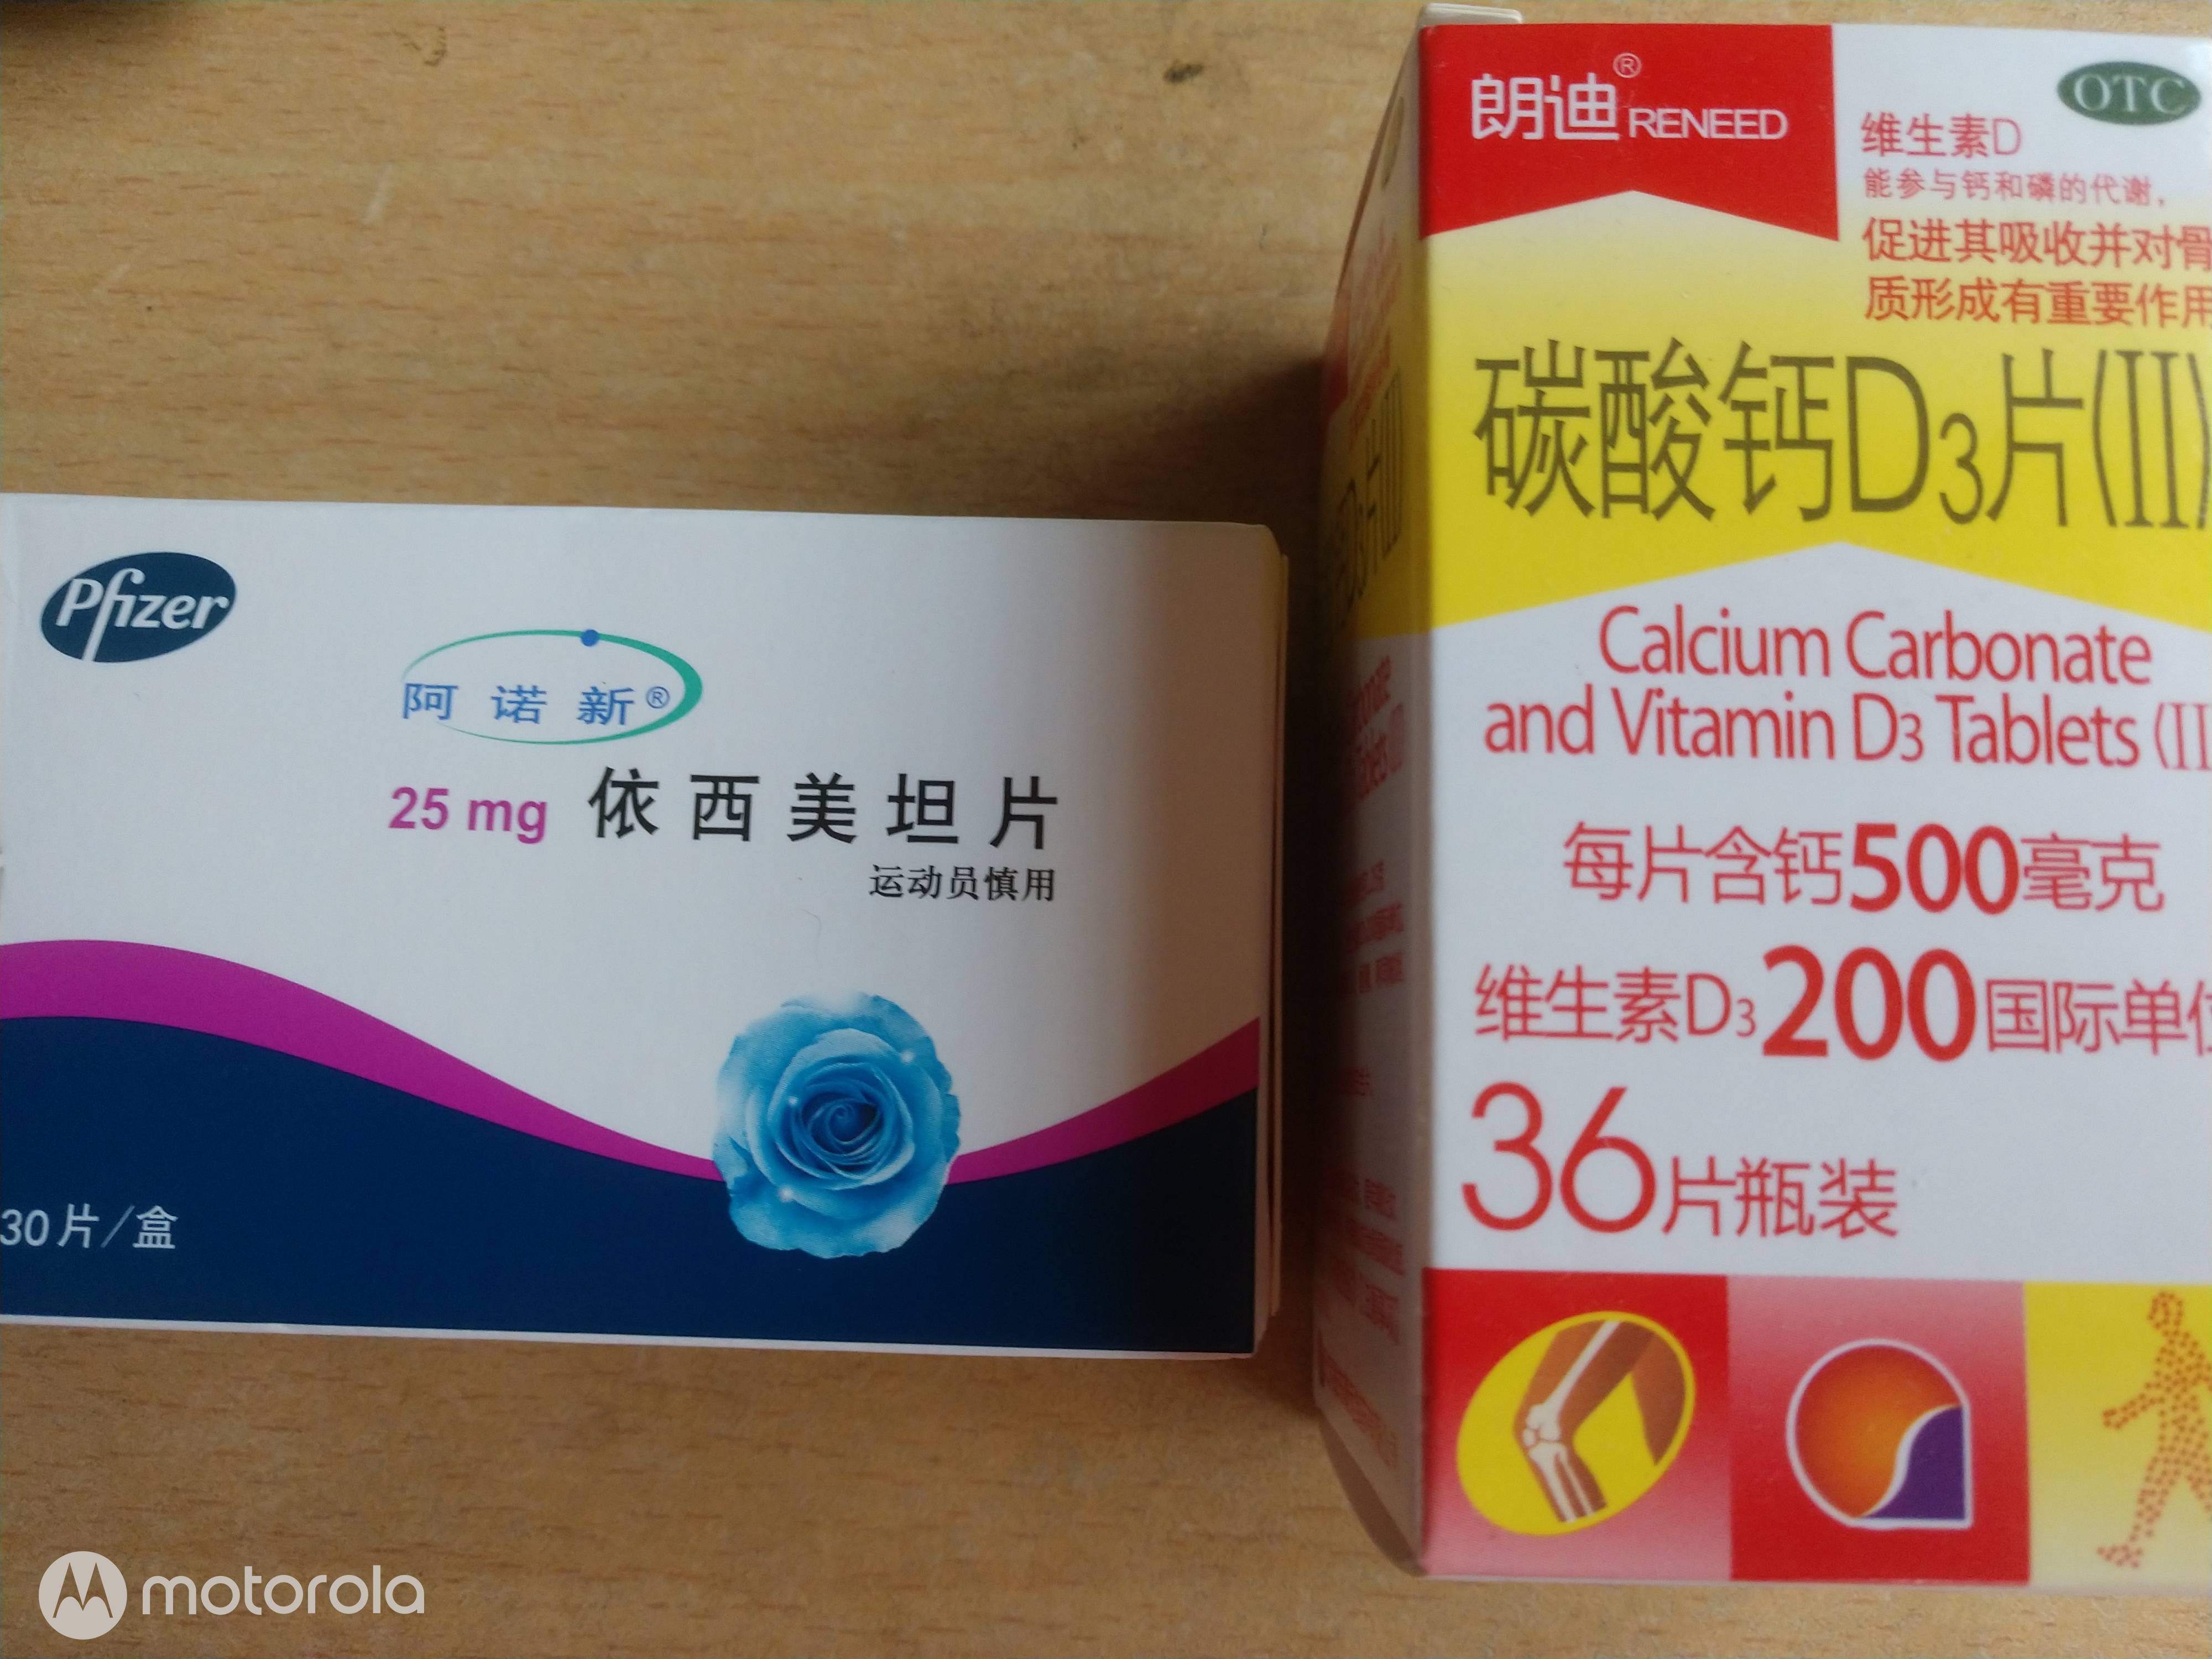 Pfizer
阿诺新®
25 mg 依西美坦片
运动员慎用
30片/盒
朗迪® RENEED
OTC
维生素D
能参与钙和磷的代谢，
促进其吸收并对骨
质形成有重要作用
碳酸钙D3片(II)
Calcium Carbonate
and Vitamin D3 Tablets (II
每片含钙500毫克
维生素D3 200国际单位
36片瓶装
motorola